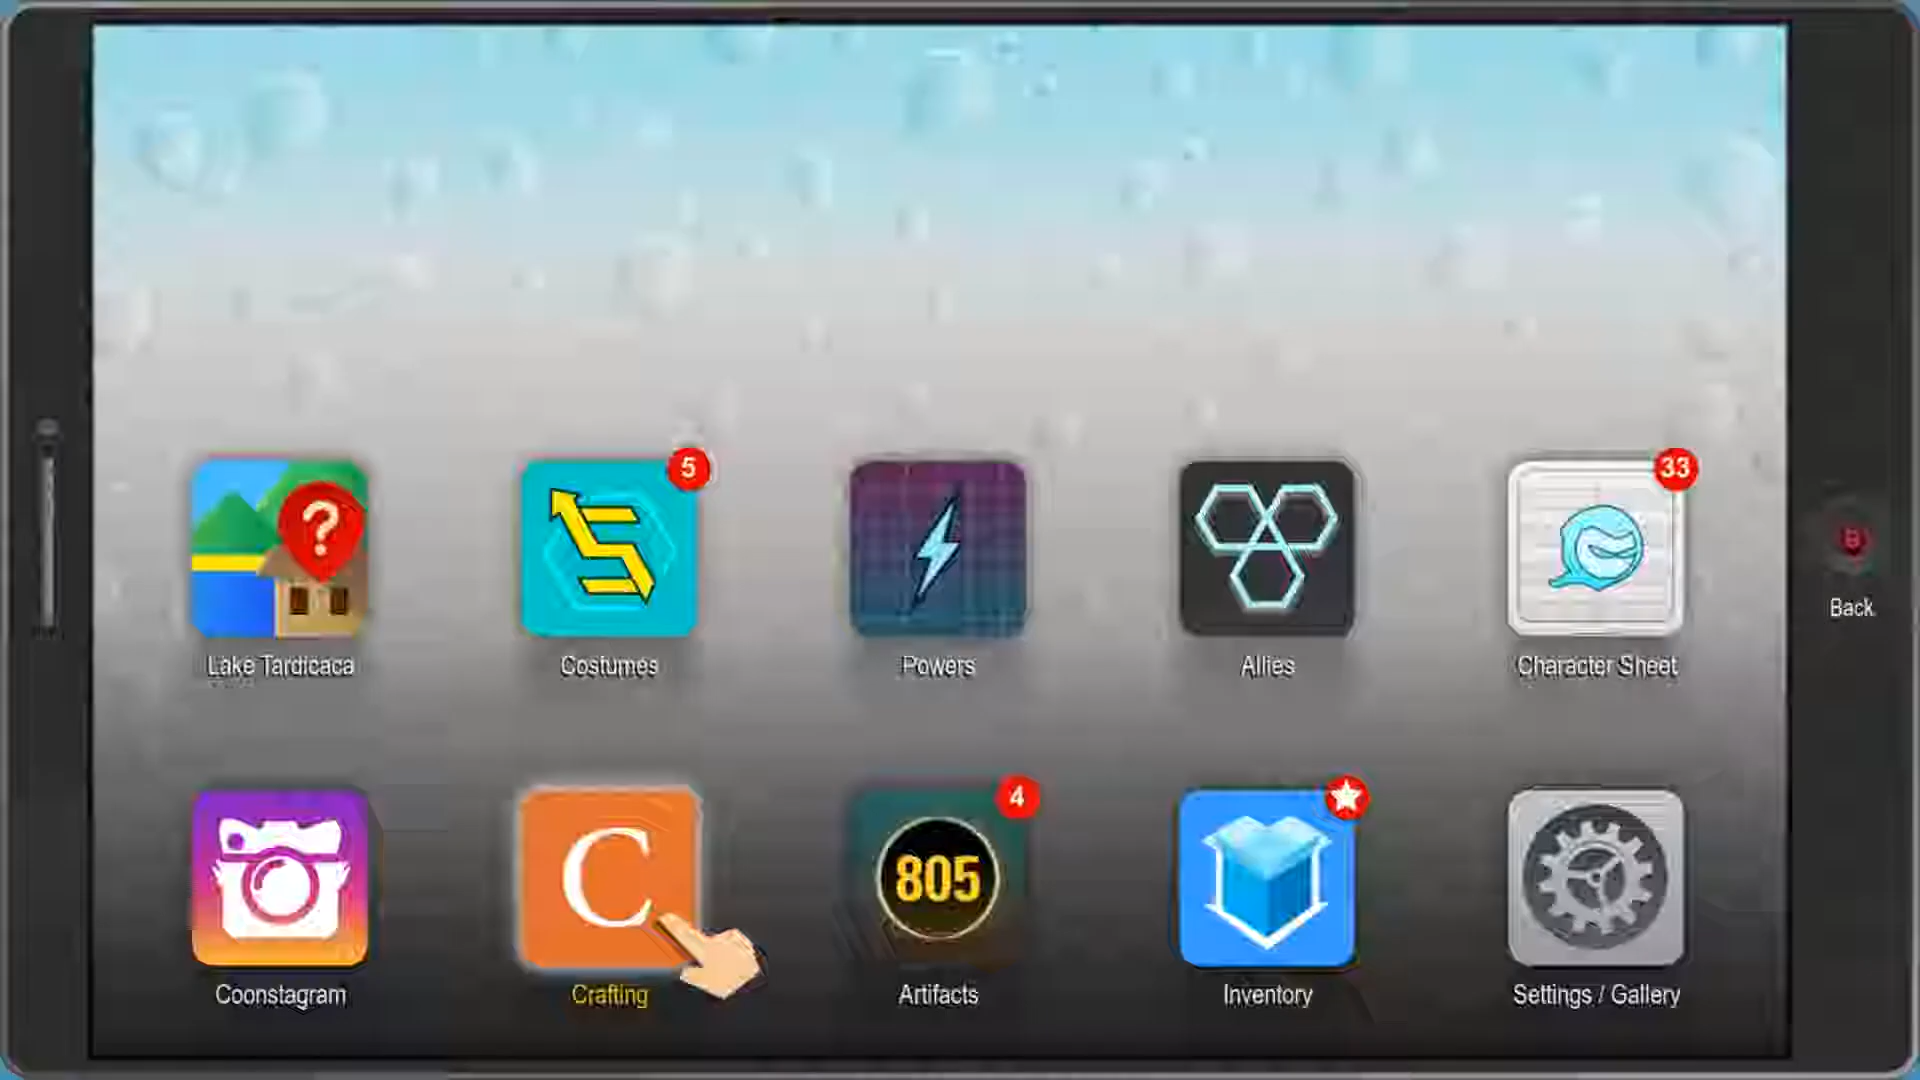 5
33
?
Lake Tardicaca
Costumes
Powers
Allies
Character Sheet
B
Back
4
C
805
Coonstagram
Crafting
Artifacts
Inventory
Settings / Gallery